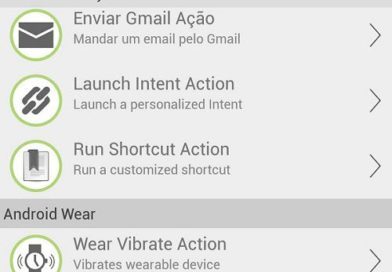 Enviar Gmail Ação
Mandar um email pelo Gmail
Launch Intent Action
Launch a personalized Intent
Run Shortcut Action
Run a customized shortcut
Android Wear
Wear Vibrate Action
Vibrates wearable device